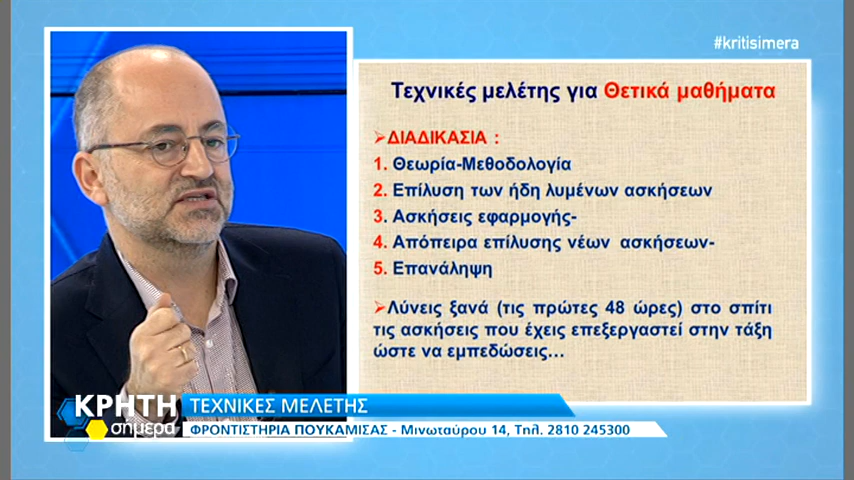 #kritisimera
Τεχνικές μελέτης για Θετικά μαθήματα
ΔΙΑΔΙΚΑΣΙΑ :
1. Θεωρία-Μεθοδολογία
2. Επίλυση των ήδη λυμένων ασκήσεων
3. Ασκήσεις εφαρμογής-
4. Απόπειρα επίλυσης νέων ασκήσεων-
5. Επανάληψη
Λύνεις ξανά (τις πρώτες 48 ώρες) στο σπίτι
τις ασκήσεις που έχεις επεξεργαστεί στην τάξη
ώστε να εμπεδώσεις…
ΚΡΗΤΗ
σήμερα
ΤΕΧΝΙΚΕΣ ΜΕΛΕΤΗΣ
ΦΡΟΝΤΙΣΤΗΡΙΑ ΠΟΥΚΑΜΙΣΑΣ - Μινωταύρου 14, Τηλ. 2810 245300